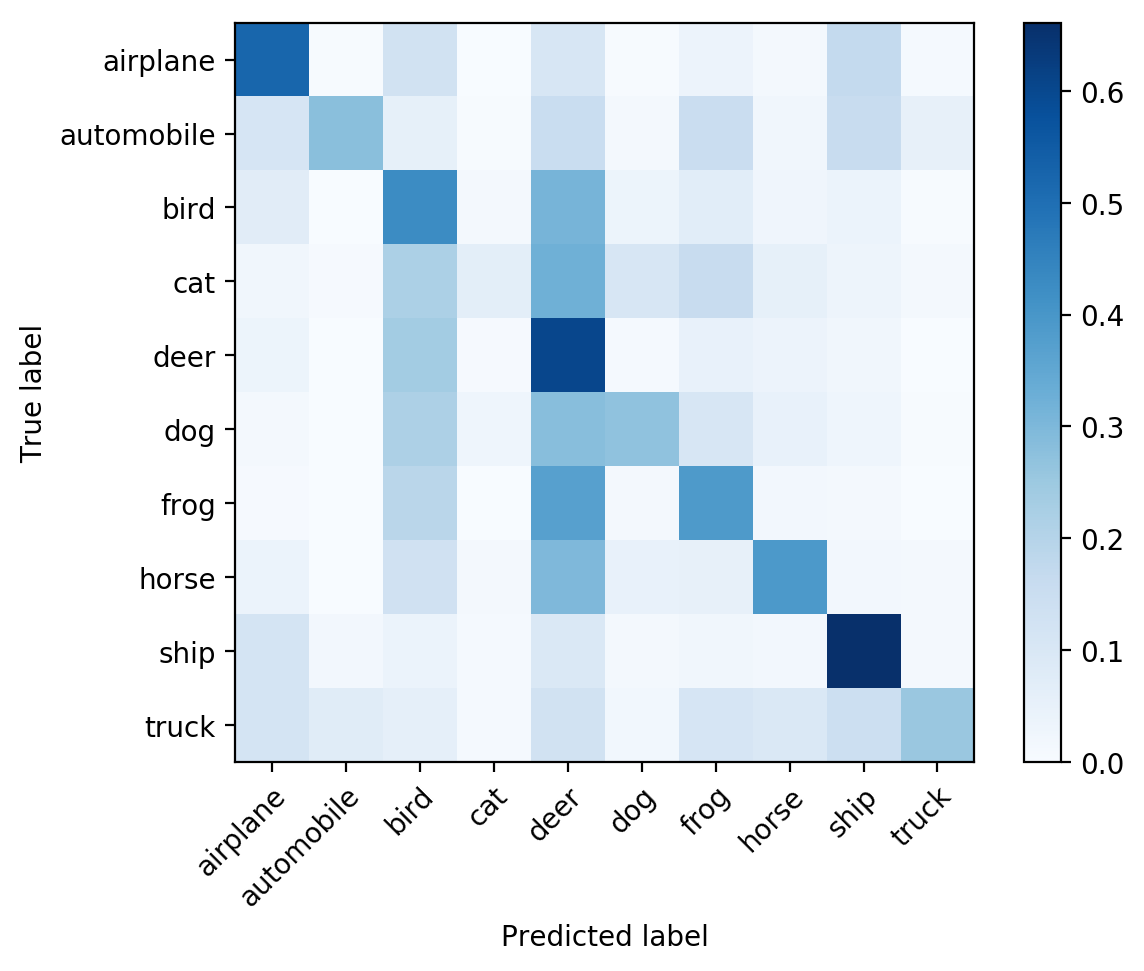 airplane
automobile
bird
cat
deer
dog
frog
horse
ship
truck
True label
airplane
automobile
bird
cat
deer
dog
frog
horse
ship
truck
Predicted label
0.6
0.5
0.4
0.3
0.2
0.1
0.0